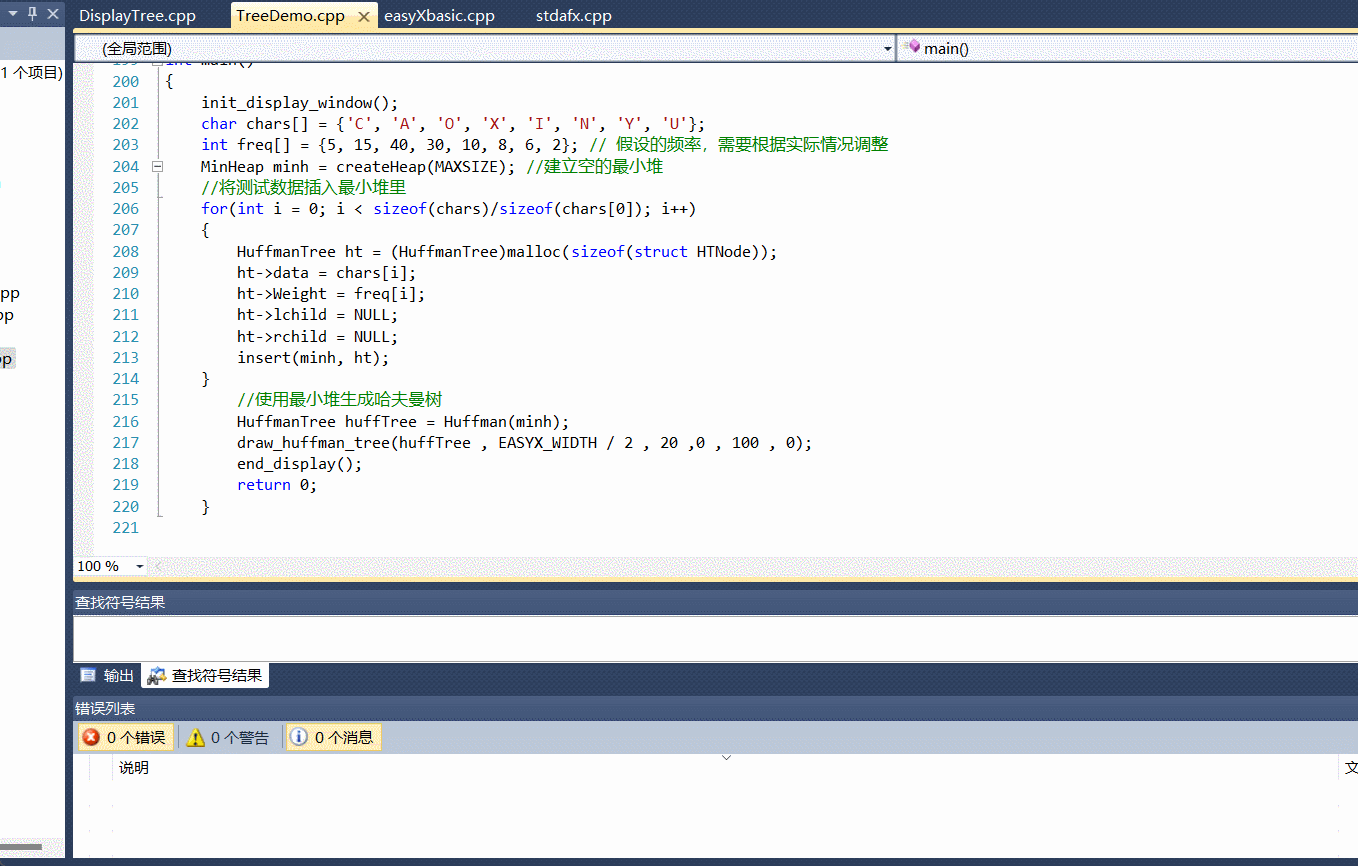 DisplayTree.cpp TreeDemo.cpp easyXbasic.cpp stdafx.cpp
(全局范围) main()
1 个项目)
199 int main()
200 {
201 init_display_window();
202 char chars[] = {'C', 'A', 'O', 'X', 'I', 'N', 'Y', 'U'};
203 int freq[] = {5, 15, 40, 30, 10, 8, 6, 2}; // 假设的频率，需要根据实际情况调整
204 MinHeap minh = createHeap(MAXSIZE); //建立空的最小堆
205 //将测试数据插入最小堆里
206 for(int i = 0; i < sizeof(chars)/sizeof(chars[0]); i++)
207 {
208 HuffmanTree ht = (HuffmanTree)malloc(sizeof(struct HTNode));
209 ht->data = chars[i];
210 ht->Weight = freq[i];
211 ht->lchild = NULL;
212 ht->rchild = NULL;
213 insert(minh, ht);
214 }
215 //使用最小堆生成哈夫曼树
216 HuffmanTree huffTree = Huffman(minh);
217 draw_huffman_tree(huffTree , EASYX_WIDTH / 2 , 20 ,0 , 100 , 0);
218 end_display();
219 return 0;
220 }
221
pp
pp
pp
100 %
查找符号结果
输出 查找符号结果
错误列表
0 个错误 0 个警告 0 个消息
说明 文